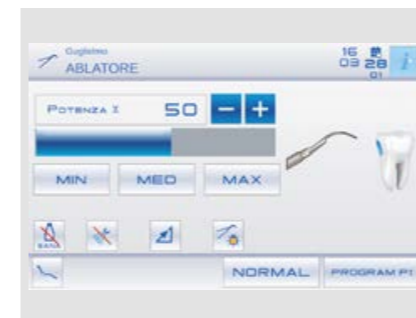 Guglielmo
ABLATORE
16 28
03 01
POTENZA % 50 - +
MIN MED MAX
NORMAL PROGRAM P1